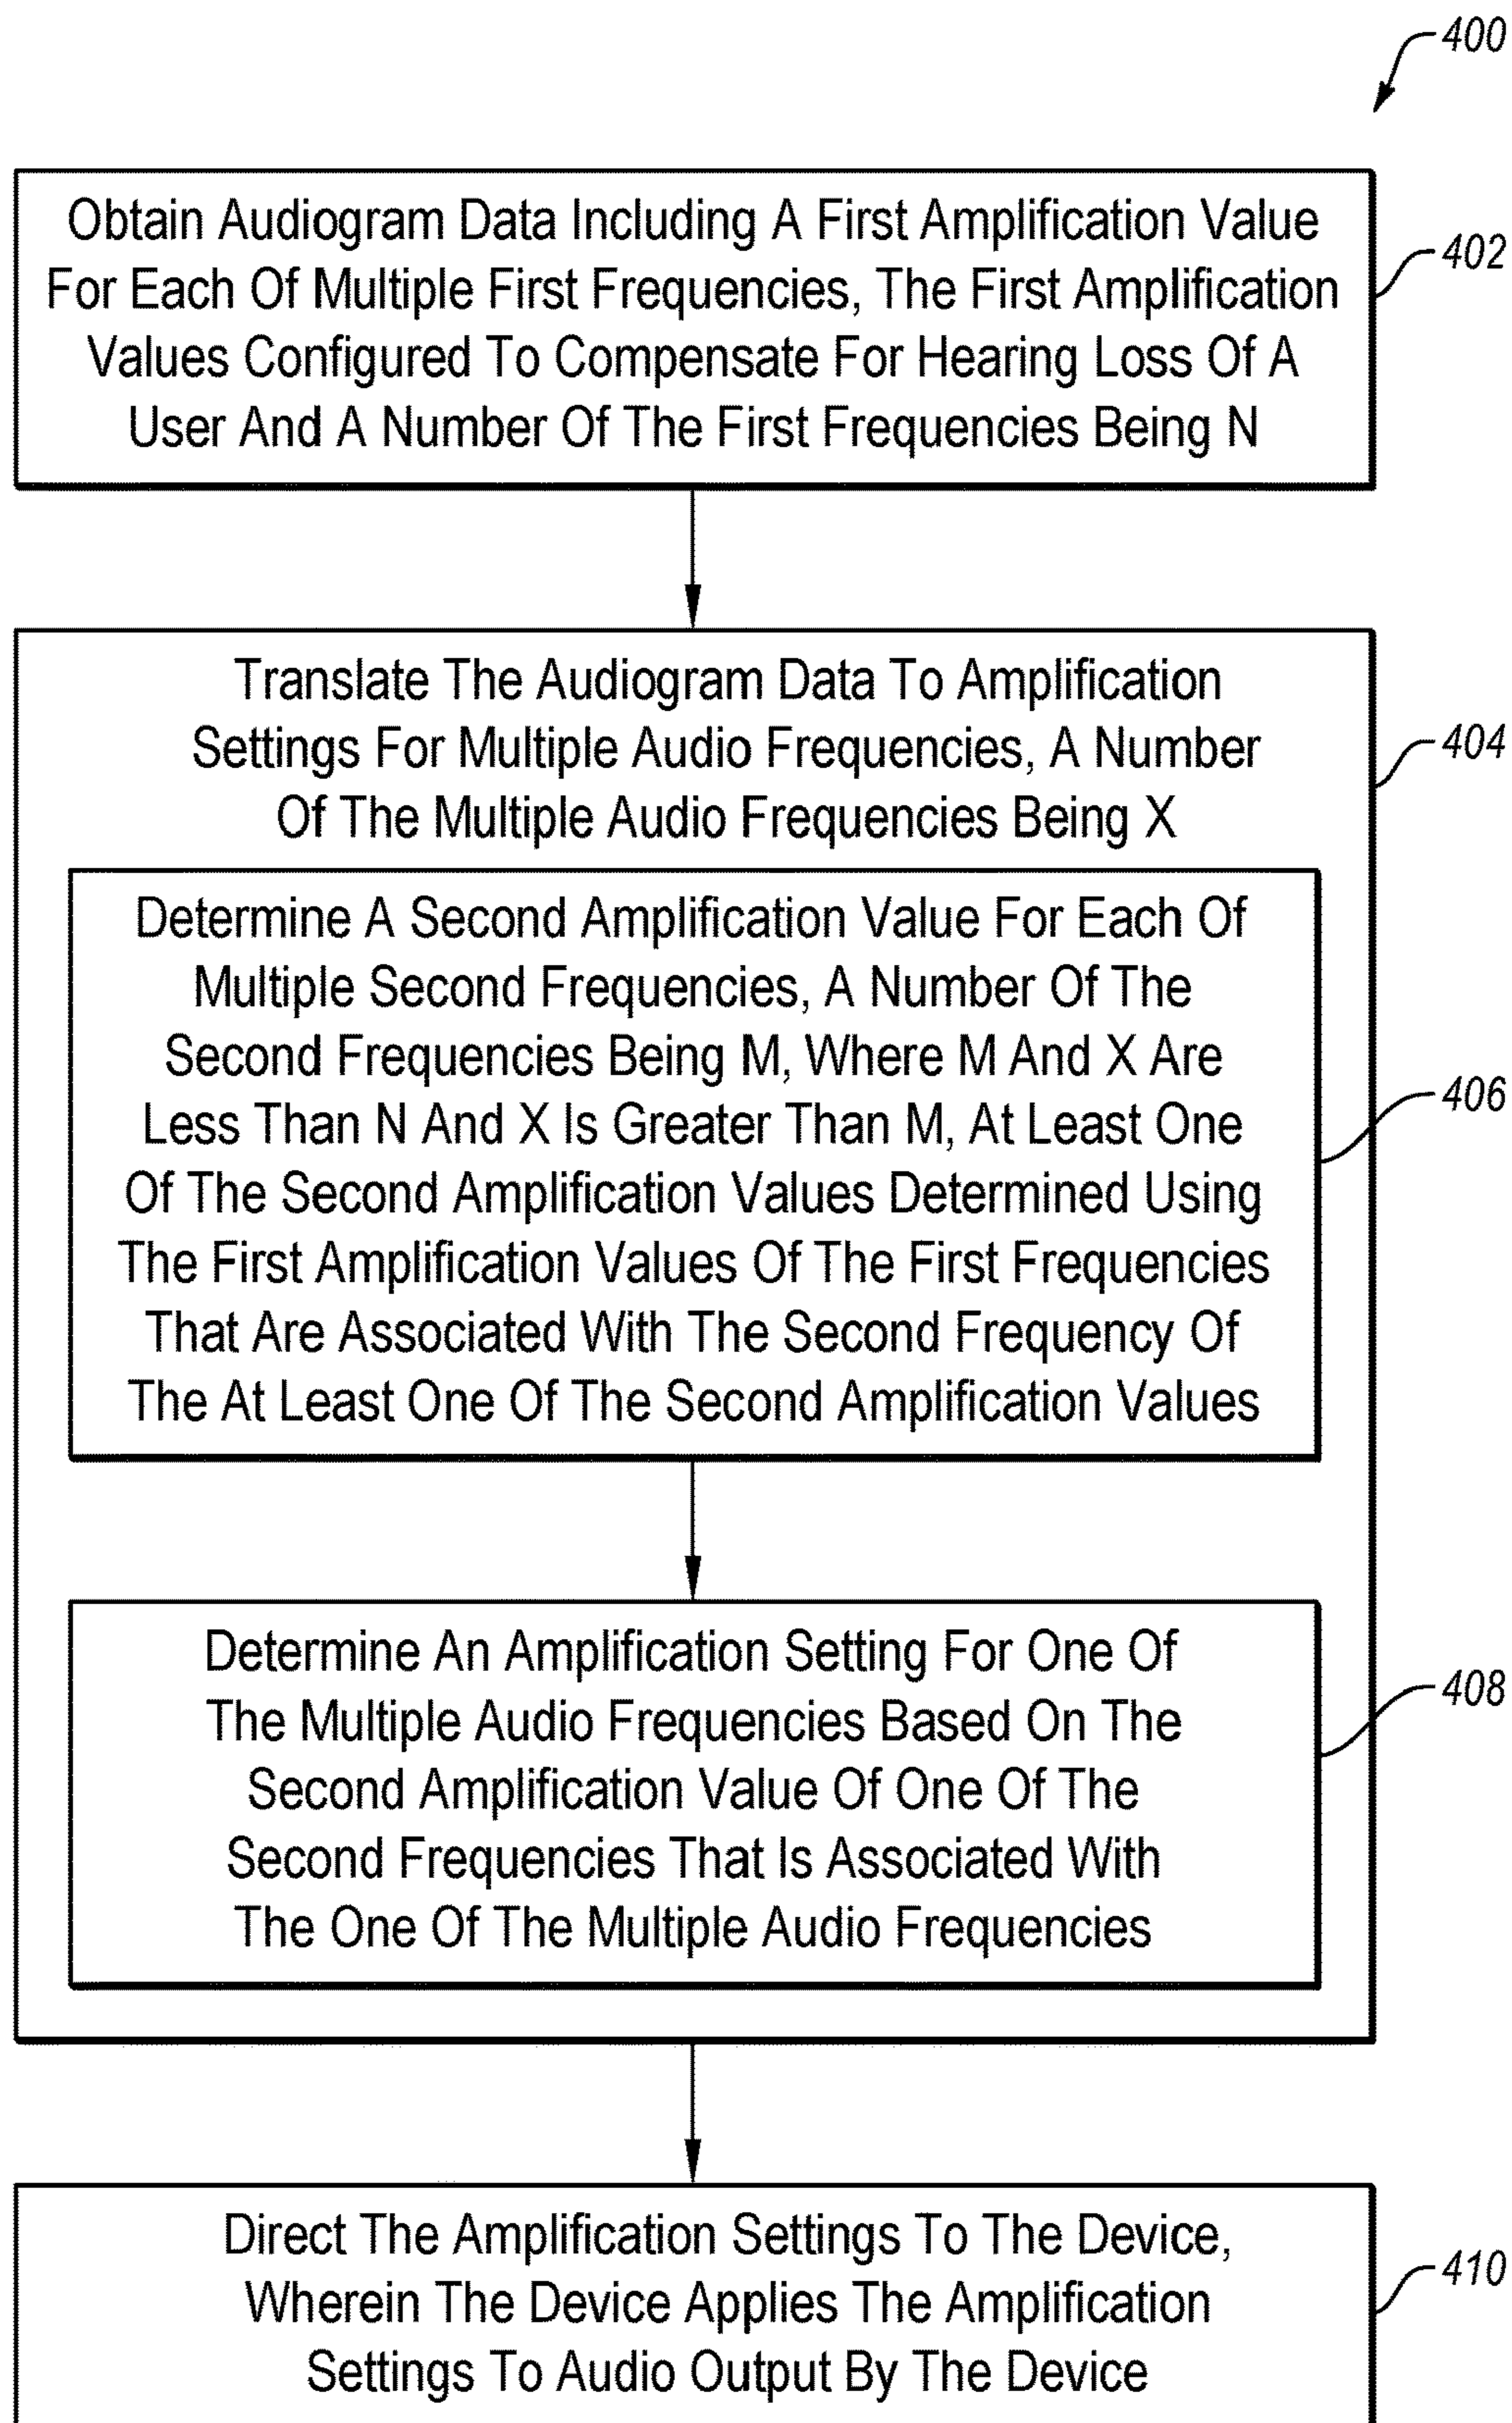 400
Obtain Audiogram Data Including A First Amplification Value
For Each Of Multiple First Frequencies, The First Amplification
Values Configured To Compensate For Hearing Loss Of A
User And A Number Of The First Frequencies Being N
402
Translate The Audiogram Data To Amplification
Settings For Multiple Audio Frequencies, A Number
Of The Multiple Audio Frequencies Being X
404
Determine A Second Amplification Value For Each Of
Multiple Second Frequencies, A Number Of The
Second Frequencies Being M, Where M And X Are
Less Than N And X Is Greater Than M, At Least One
Of The Second Amplification Values Determined Using
The First Amplification Values Of The First Frequencies
That Are Associated With The Second Frequency Of
The At Least One Of The Second Amplification Values
406
Determine An Amplification Setting For One Of
The Multiple Audio Frequencies Based On The
Second Amplification Value Of One Of The
Second Frequencies That Is Associated With
The One Of The Multiple Audio Frequencies
408
Direct The Amplification Settings To The Device,
Wherein The Device Applies The Amplification
Settings To Audio Output By The Device
410